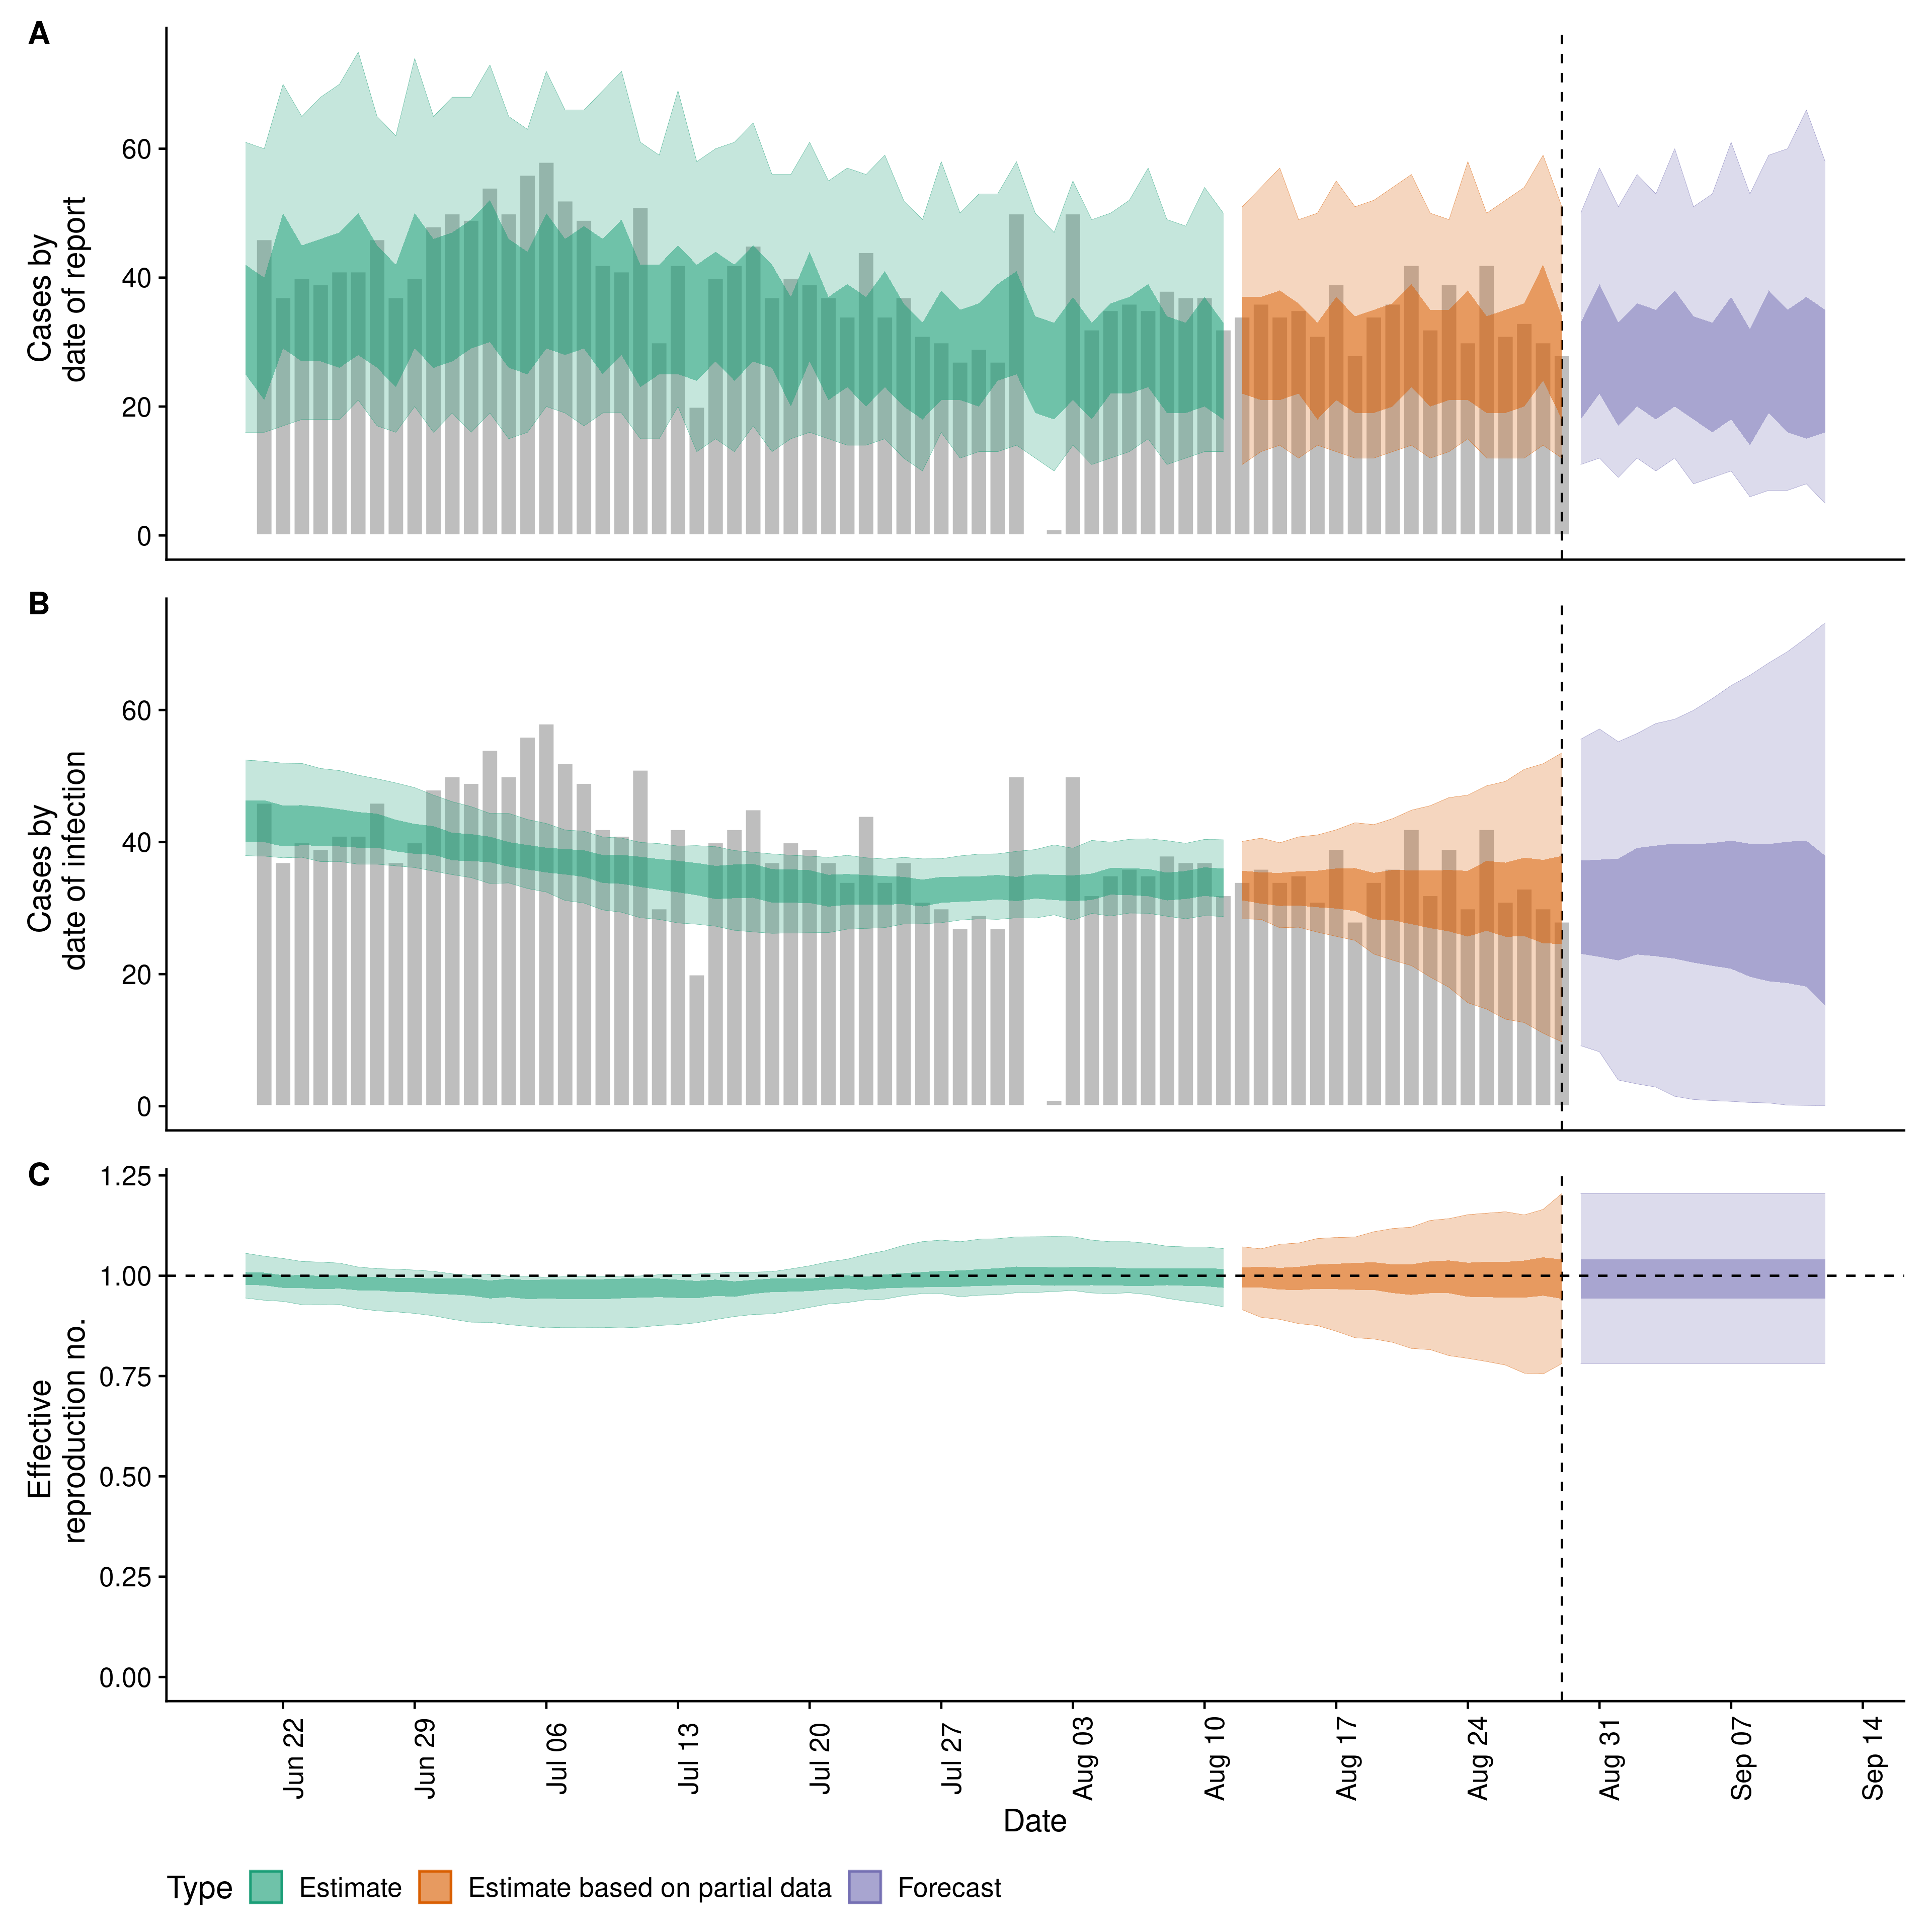 A
Cases by
date of report
60
40
20
0
B
Cases by
date of infection
60
40
20
0
C
Effective
reproduction no.
1.25
1.00
0.75
0.50
0.25
0.00
Jun 22
Jun 29
Jul 06
Jul 13
Jul 20
Jul 27
Aug 03
Aug 10
Aug 17
Aug 24
Aug 31
Sep 07
Sep 14
Date
Type Estimate Estimate based on partial data Forecast